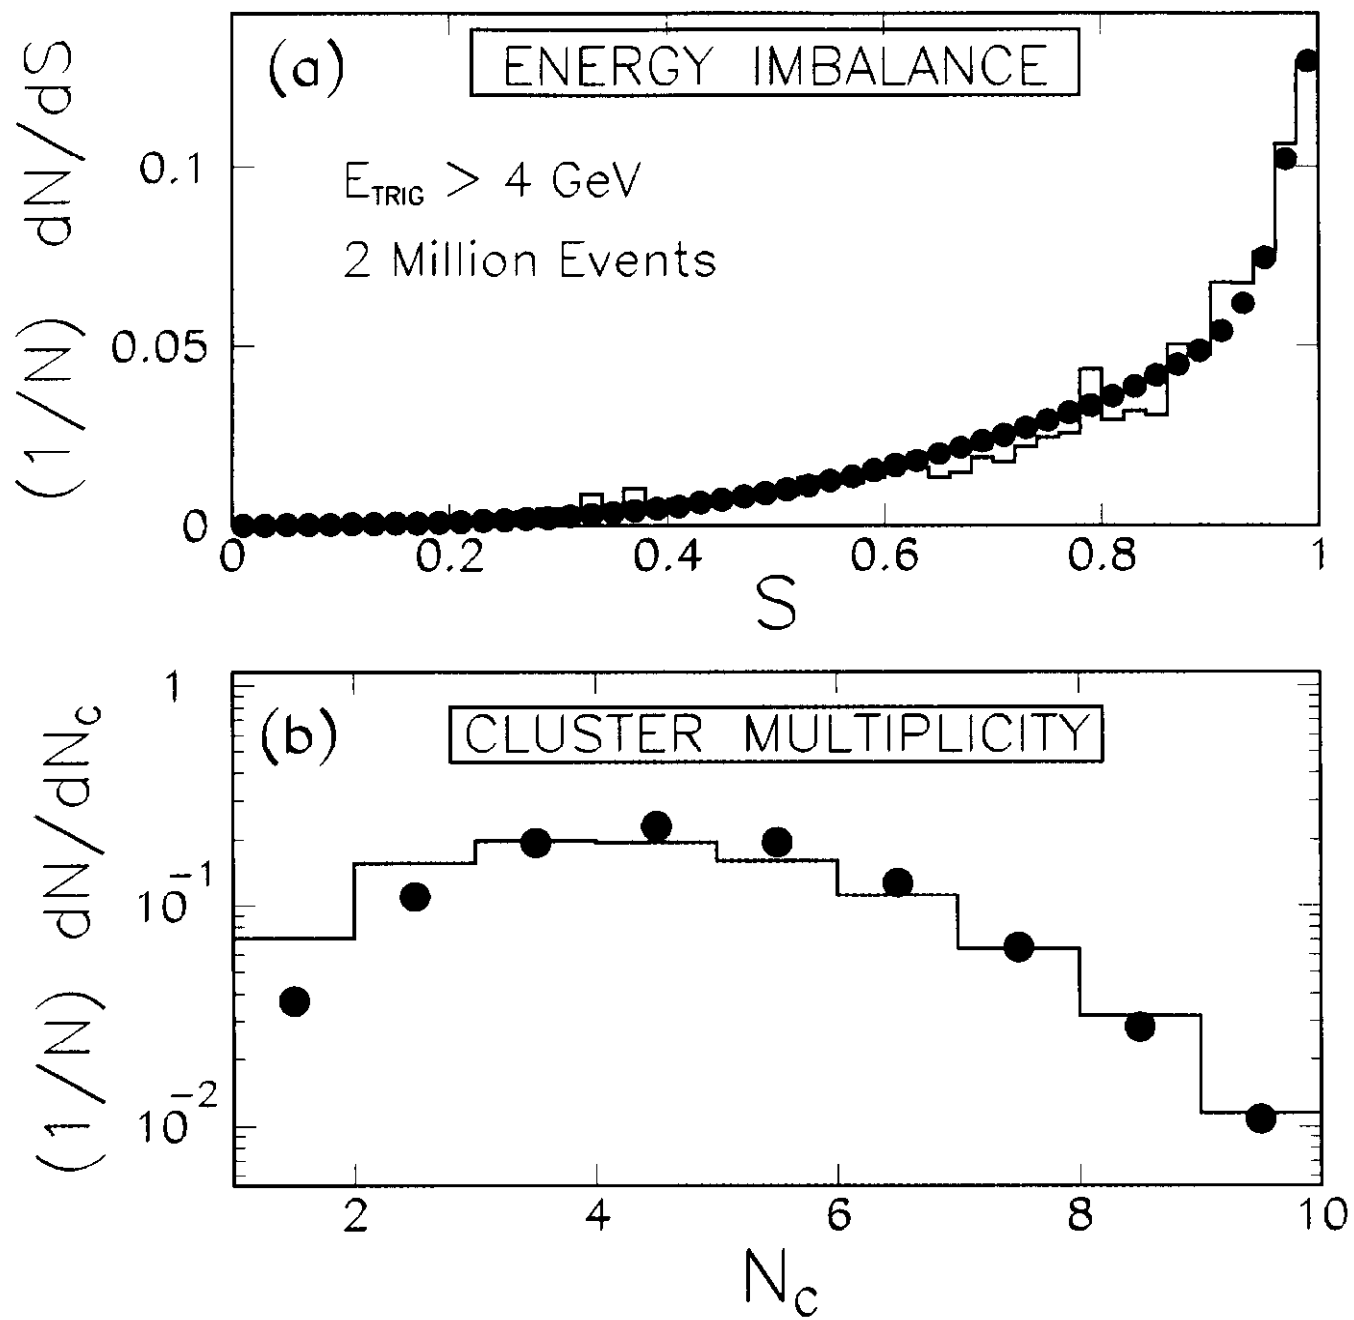 (a) ENERGY IMBALANCE
(1/N) dN/dS
E_TRIG > 4 GeV
2 Million Events
0.1
0.05
0
0 0.2 0.4 0.6 0.8 1
S
(b) CLUSTER MULTIPLICITY
(1/N) dN/dN_C
1
10^-1
10^-2
2 4 6 8 10
N_C